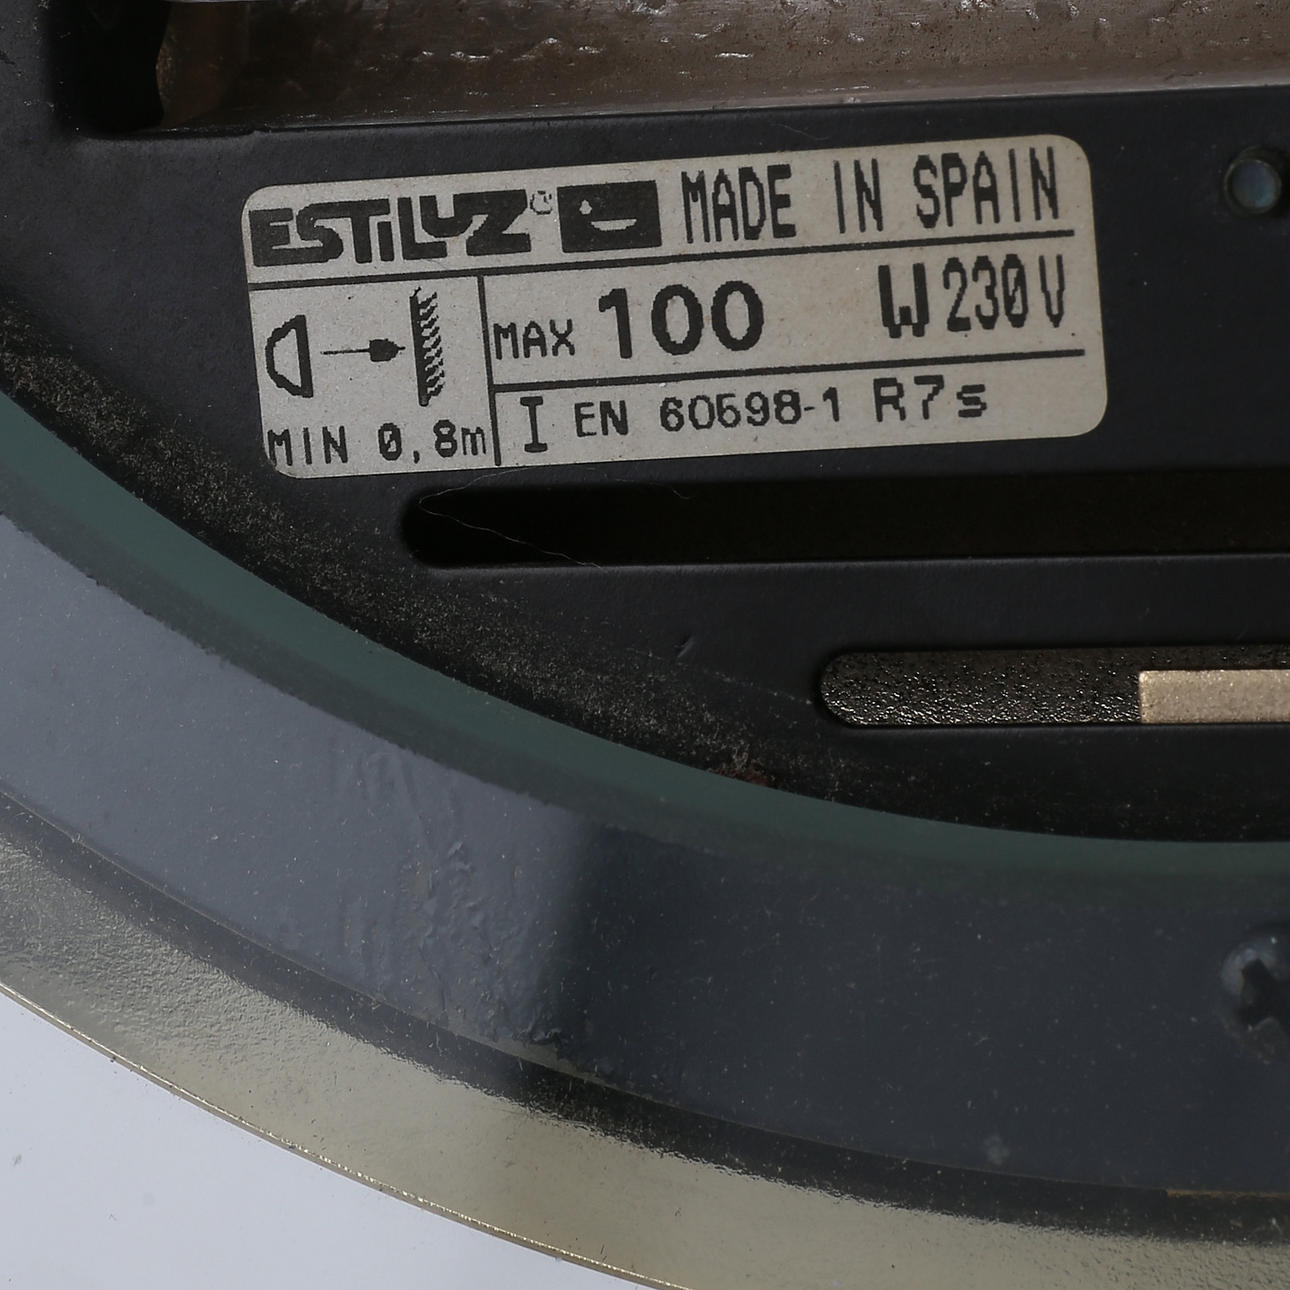 ESTILUZ® MADE IN SPAIN
MAX 100 W 230V
MIN 0,8m
I EN 60598-1 R7s